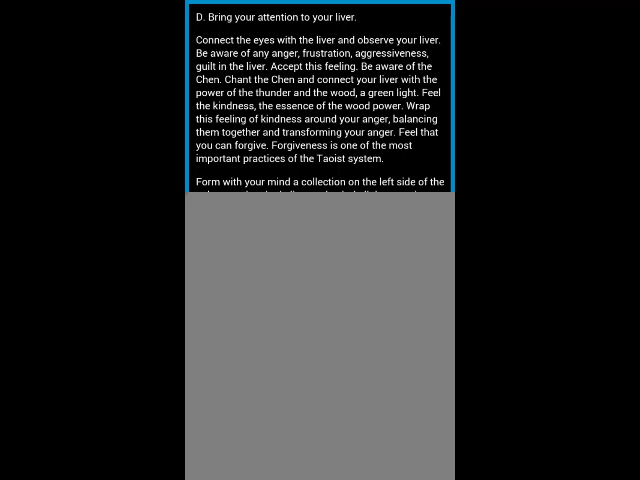 D. Bring your attention to your liver.
Connect the eyes with the liver and observe your liver.
Be aware of any anger, frustration, aggressiveness,
guilt in the liver. Accept this feeling. Be aware of the
Chen. Chant the Chen and connect your liver with the
power of the thunder and the wood, a green light. Feel
the kindness, the essence of the wood power. Wrap
this feeling of kindness around your anger, balancing
them together and transforming your anger. Feel that
you can forgive. Forgiveness is one of the most
important practices of the Taoist system.
Form with your mind a collection on the left side of the